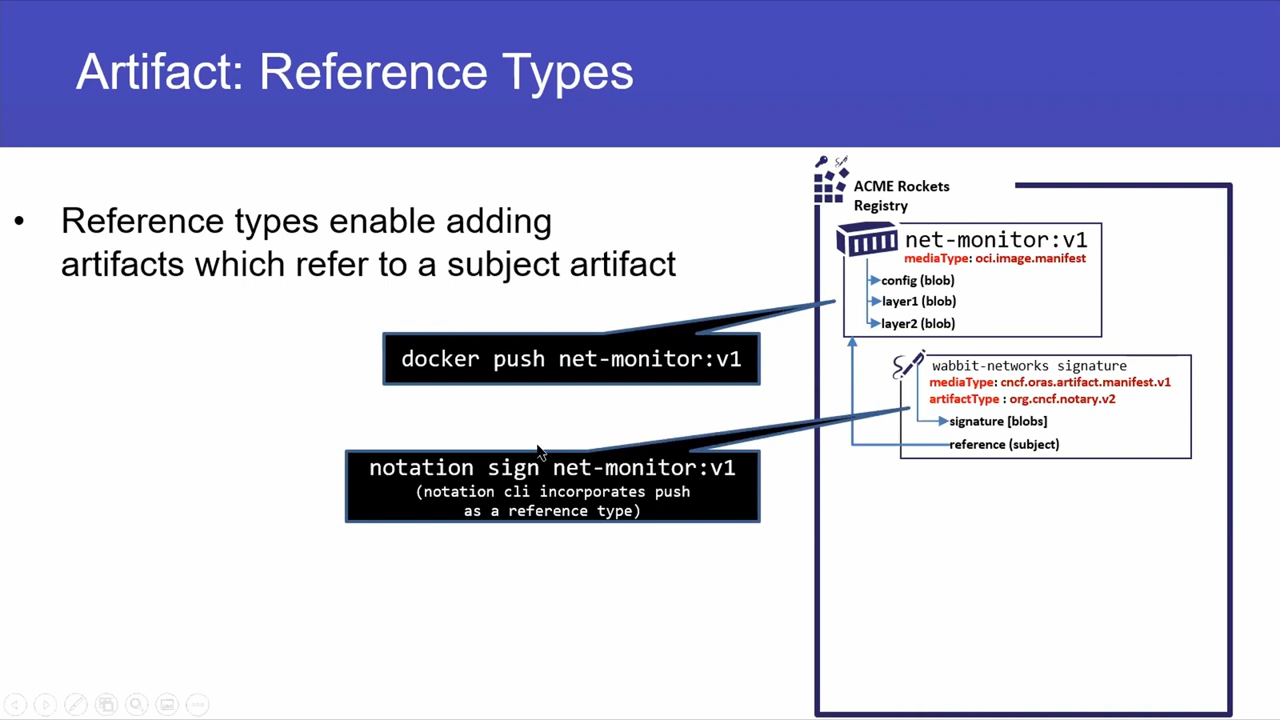 Artifact: Reference Types
• Reference types enable adding
artifacts which refer to a subject artifact
docker push net-monitor:v1
notation sign net-monitor:v1
(notation cli incorporates push
as a reference type)
ACME Rockets
Registry
net-monitor:v1
mediaType: oci.image.manifest
config (blob)
layer1 (blob)
layer2 (blob)
wabbit-networks signature
mediaType: cncf.oras.artifact.manifest.v1
artifactType : org.cncf.notary.v2
signature [blobs]
reference (subject)